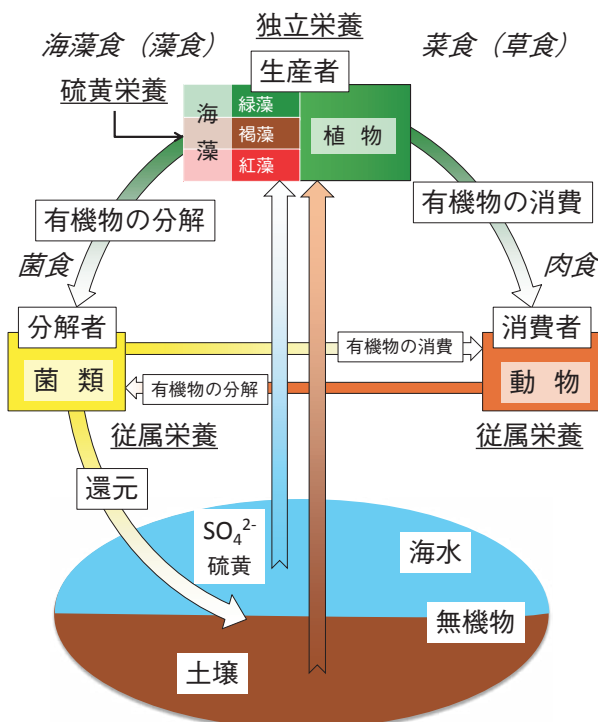 独立栄養
海藻食（藻食）
菜食（草食）
生産者
硫黄栄養
海藻
緑藻
褐藻
紅藻
植物
有機物の分解
有機物の消費
菌食
肉食
分解者
消費者
菌類
有機物の消費
有機物の分解
動物
従属栄養
従属栄養
還元
SO₄²⁻
硫黄
海水
無機物
土壌